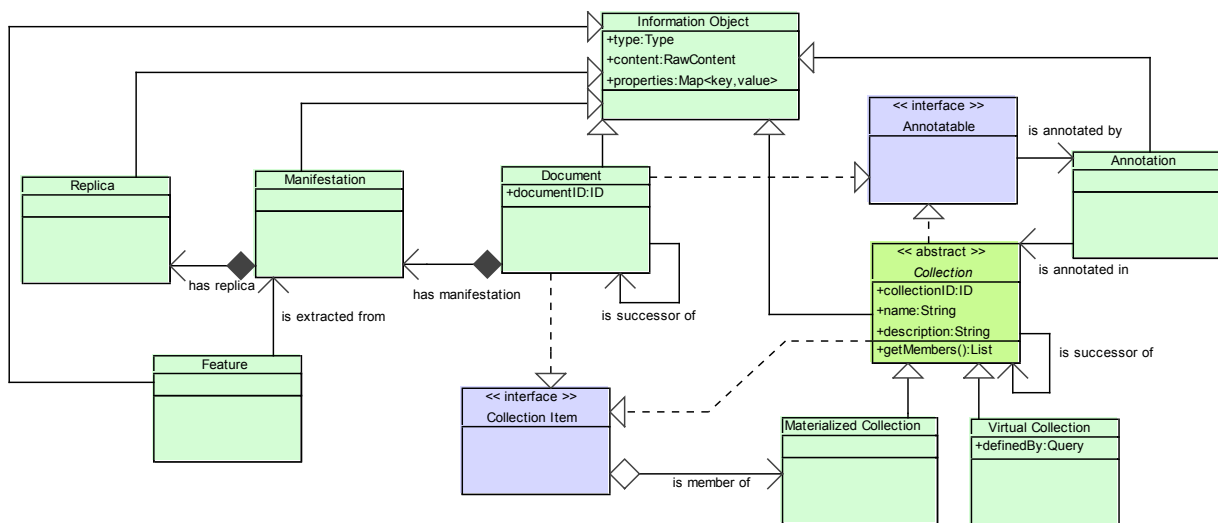 Information Object
+type:Type
+content:RawContent
+properties:Map<key,value>
<< interface >>
Annotatable
is annotated by
Annotation
Replica
Manifestation
Document
+documentID:ID
<< abstract >>
Collection
+collectionID:ID
+name:String
+description:String
+getMembers():List
is annotated in
has replica
has manifestation
is successor of
is extracted from
is successor of
Feature
<< interface >>
Collection Item
is member of
Materialized Collection
Virtual Collection
+definedBy:Query